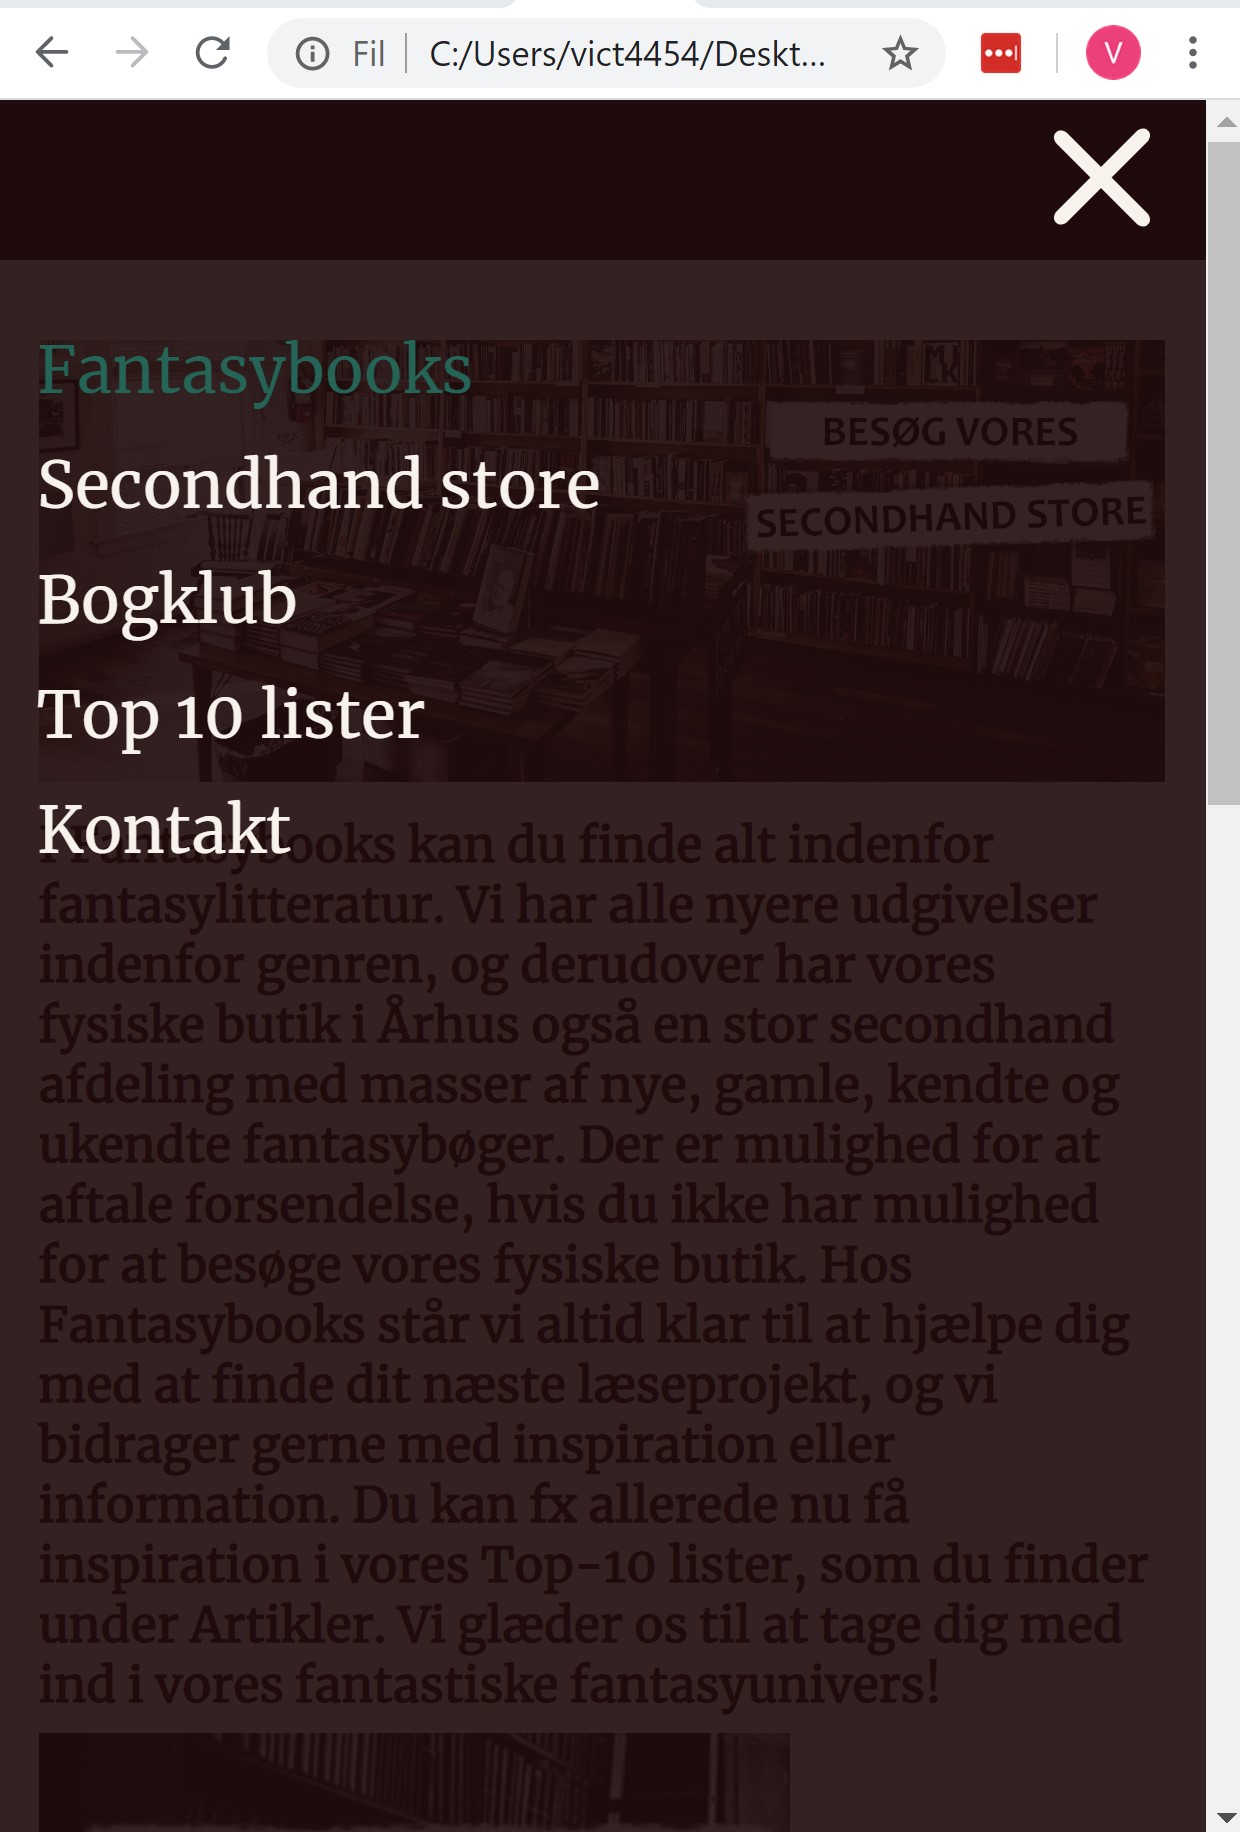 Fil
C:/Users/vict4454/Deskt...
V
Fantasybooks
BESØG VORES
SECONDHAND STORE
Secondhand store
Bogklub
Top 10 lister
Kontakt
I Fantasybooks kan du finde alt indenfor
fantasylitteratur. Vi har alle nyere udgivelser
indenfor genren, og derudover har vores
fysiske butik i Århus også en stor secondhand
afdeling med masser af nye, gamle, kendte og
ukendte fantasybøger. Der er mulighed for at
aftale forsendelse, hvis du ikke har mulighed
for at besøge vores fysiske butik. Hos
Fantasybooks står vi altid klar til at hjælpe dig
med at finde dit næste læseprojekt, og vi
bidrager gerne med inspiration eller
information. Du kan fx allerede nu få
inspiration i vores Top-10 lister, som du finder
under Artikler. Vi glæder os til at tage dig med
ind i vores fantastiske fantasyunivers!